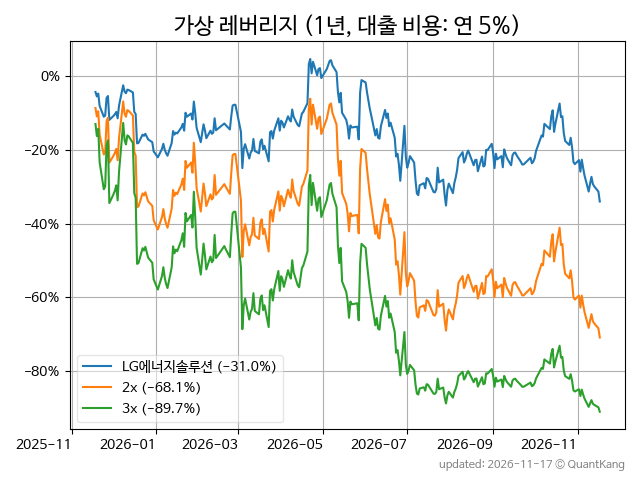 가상 레버리지 (1년, 대출 비용: 연 5%)
0%
−20%
−40%
−60%
−80%
LG에너지솔루션 (−31.0%)
2x (−68.1%)
3x (−89.7%)
2025-11 2026-01 2026-03 2026-05 2026-07 2026-09 2026-11
updated: 2026-11-17 © QuantKang